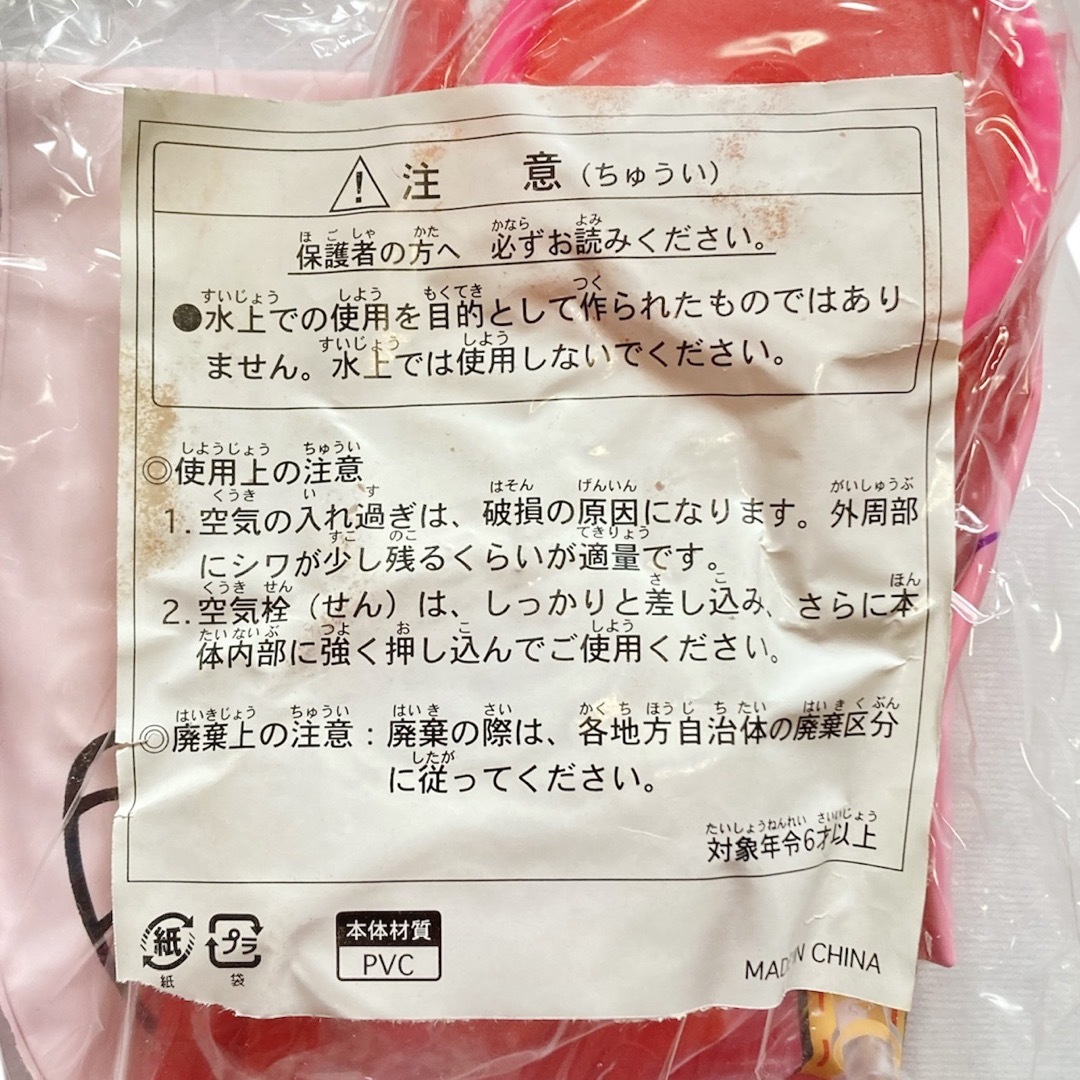 注 意(ちゅうい)
保護者の方へ 必ずお読みください。
●水上での使用を目的として作られたものではあり
ません。水上では使用しないでください。
◎使用上の注意
1. 空気の入れ過ぎは、破損の原因になります。外周部
にシワが少し残るくらいが適量です。
2. 空気栓(せん)は、しっかりと差し込み、さらに本
体内部に強く押し込んでご使用ください。
◎廃棄上の注意:廃棄の際は、各地方自治体の廃棄区分
に従ってください。
対象年令6才以上
紙 プラ 本体材質
紙 袋 PVC
MADE IN CHINA